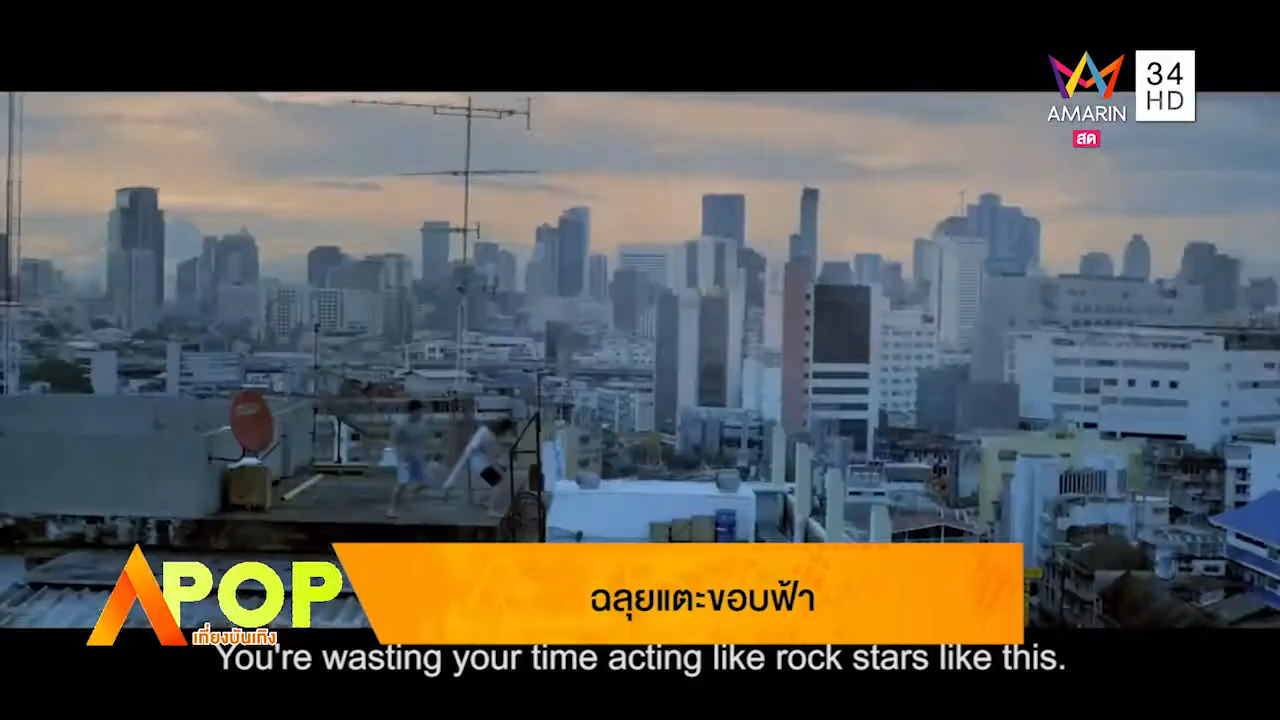 34
HD
AMARIN
สด
POP
เที่ยงบันเทิง
ฉลุยแตะขอบฟ้า
You're wasting your time acting like rock stars like this.